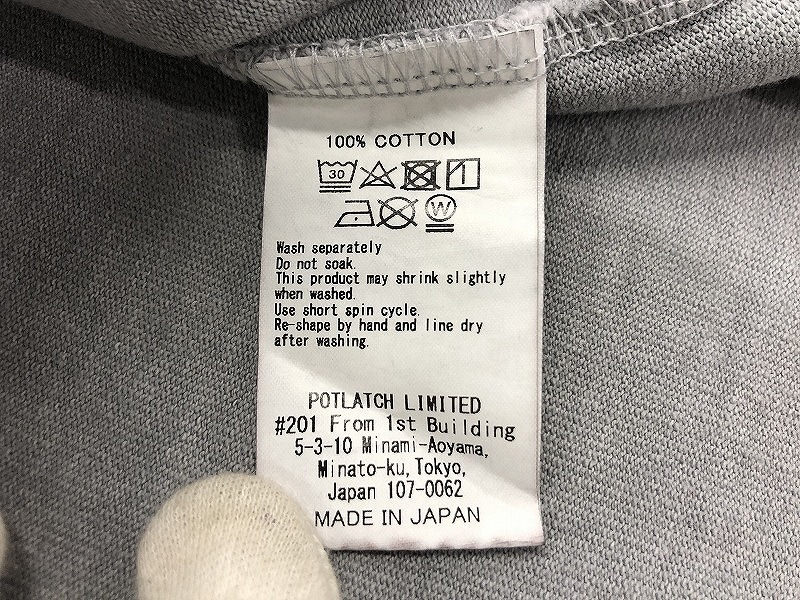 100% COTTON
30
W
Wash separately
Do not soak.
This product may shrink slightly
when washed.
Use short spin cycle.
Re-shape by hand and line dry
after washing.
POTLATCH LIMITED
#201 From 1st Building
5-3-10 Minami-Aoyama,
Minato-ku, Tokyo,
Japan 107-0062
MADE IN JAPAN